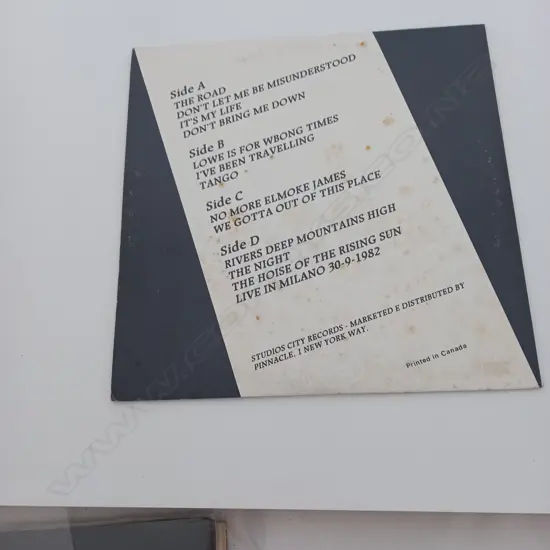 Side A
THE ROAD
DON'T LET ME BE MISUNDERSTOOD
IT'S MY LIFE
DON'T BRING ME DOWN
Side B
LOWE IS FOR WBONG TIMES
I'VE BEEN TRAVELLING
TANGO
Side C
NO MORE ELMOKE JAMES
WE GOTTA OUT OF THIS PLACE
Side D
RIVERS DEEP MOUNTAINS HIGH
THE NIGHT
THE HOISE OF THE RISING SUN
LIVE IN MILANO 30-9-1982
STUDIOS CITY RECORDS - MARKETED E DISTRIBUTED BY
PINNACLE, 1 NEW YORK WAY.
Printed in Canada